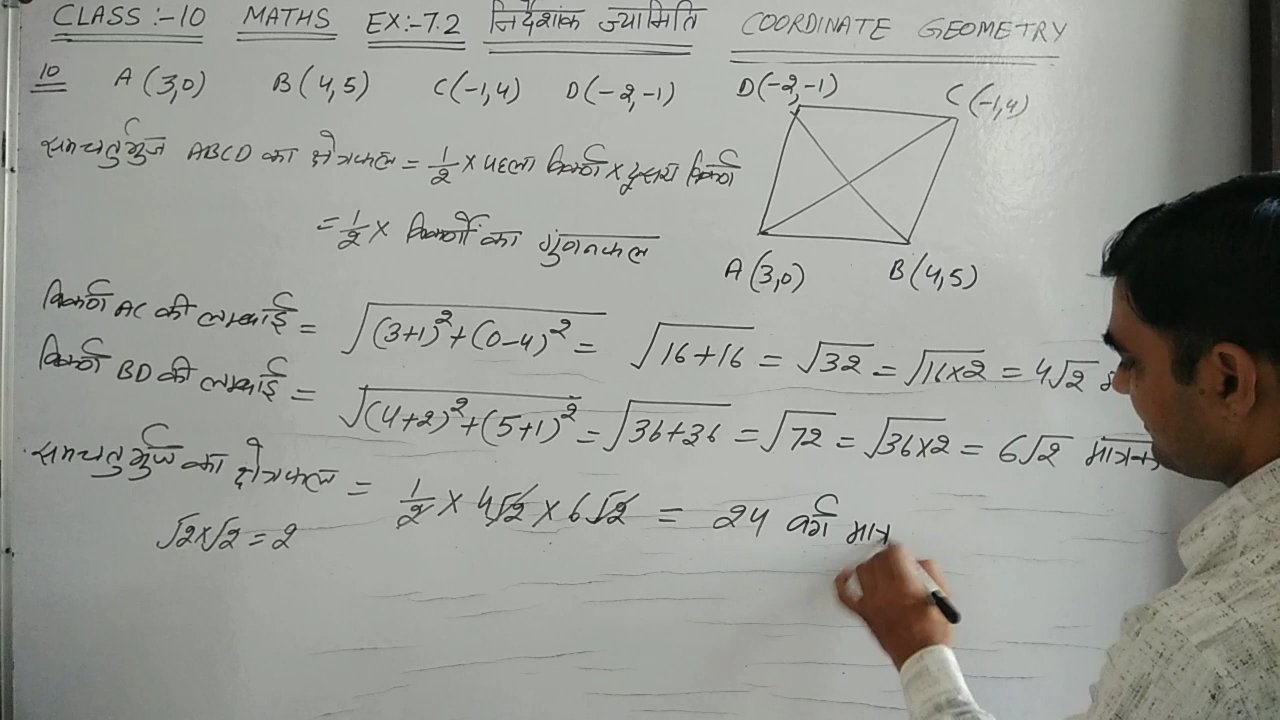 CLASS :-10 MATHS EX:-7.2 निर्देशांक ज्यामिति COORDINATE GEOMETRY
10 A (3,0) B(4,5) C(-1,4) D(-2,-1)
D(-2,-1) C(-1,4)
A (3,0) B(4,5)
समचतुर्भुज ABCD का क्षेत्रफल = 1/2 × पहला विकर्ण × दूसरा विकर्ण
= 1/2 × विकर्णों का गुणनफल
विकर्ण AC की लम्बाई = √(3+1)²+(0-4)² = √16+16 = √32 = √16×2 = 4√2
विकर्ण BD की लम्बाई = √(4+2)²+(5+1)² = √36+36 = √72 = √36×2 = 6√2 मात्रक
समचतुर्भुज का क्षेत्रफल = 1/2 × 4√2 × 6√2 = 24 वर्ग मात्र
√2×√2 = 2